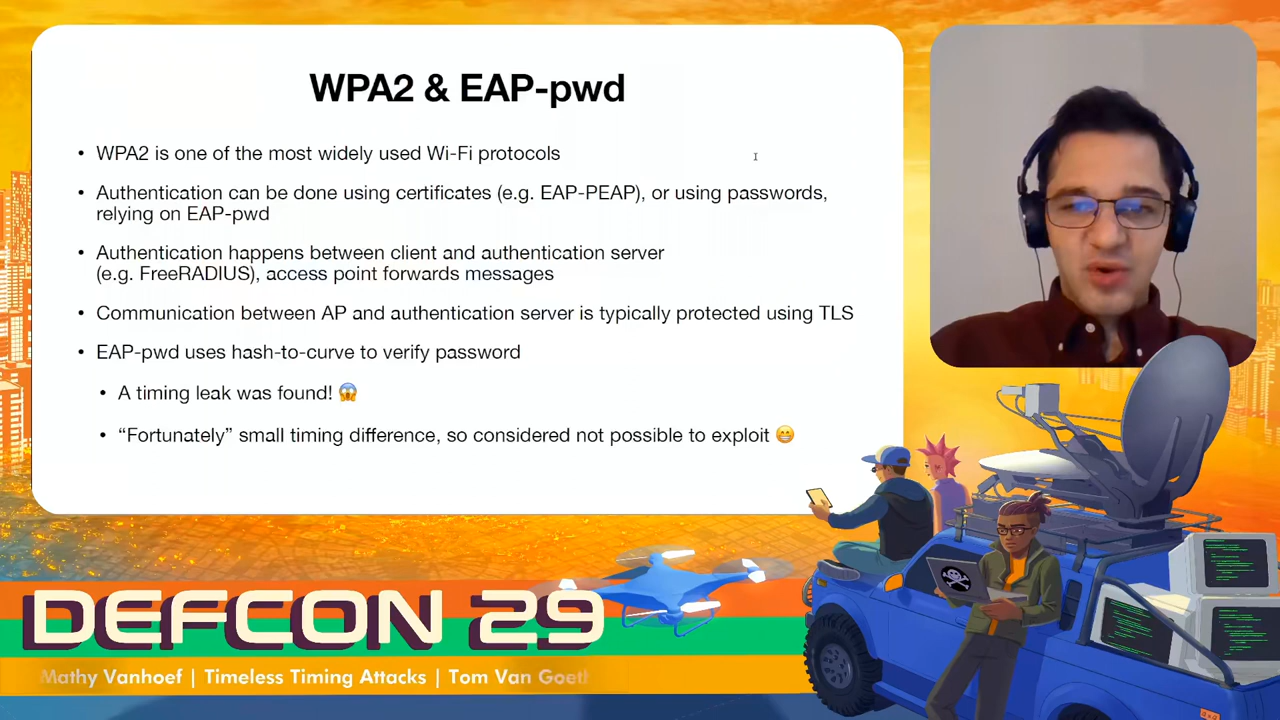 WPA2 & EAP-pwd
• WPA2 is one of the most widely used Wi-Fi protocols
• Authentication can be done using certificates (e.g. EAP-PEAP), or using passwords,
relying on EAP-pwd
• Authentication happens between client and authentication server
(e.g. FreeRADIUS), access point forwards messages
• Communication between AP and authentication server is typically protected using TLS
• EAP-pwd uses hash-to-curve to verify password
• A timing leak was found! 😱
• “Fortunately” small timing difference, so considered not possible to exploit 😁
DEFCON 29
Mathy Vanhoef | Timeless Timing Attacks | Tom Van Goeth